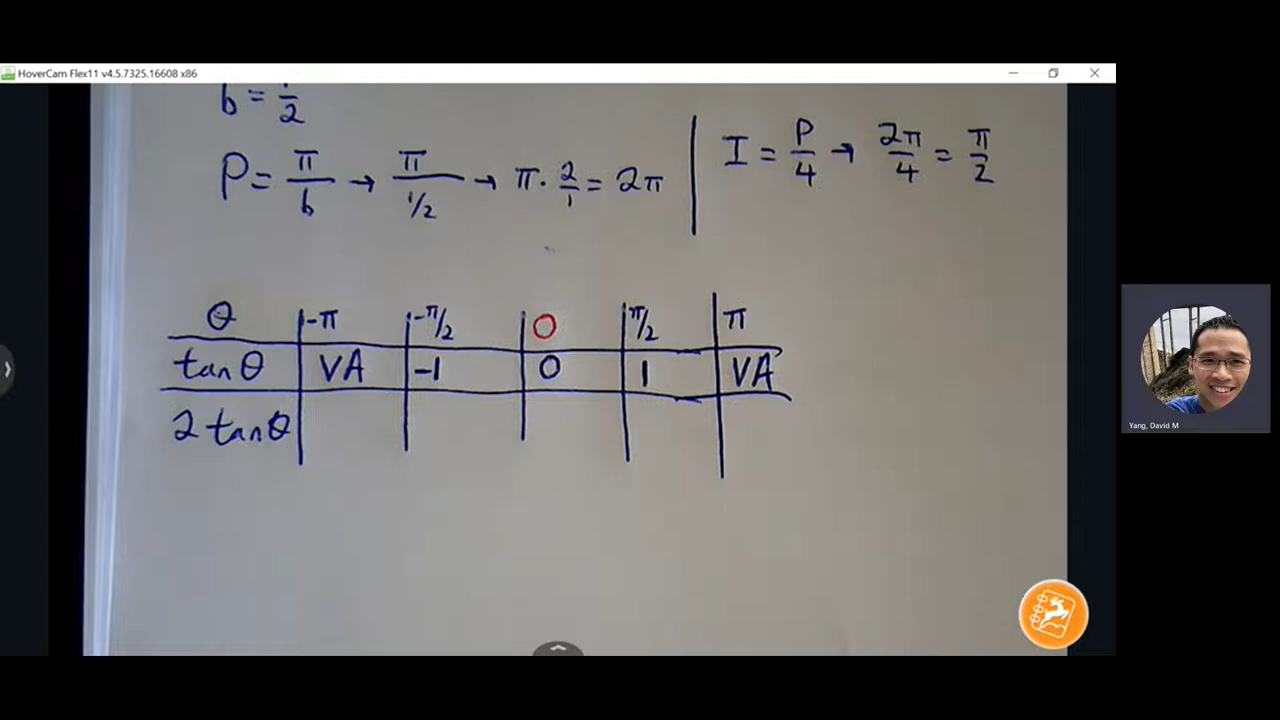 HoverCam Flex11 v4.5.7325.16608 x86
b = 1/2
P = π/b → π/(1/2) → π · 2/1 = 2π
I = P/4 → 2π/4 = π/2
θ -π -π/2 0 π/2 π
tan θ VA -1 0 1 VA
2 tan θ
Yang, David M